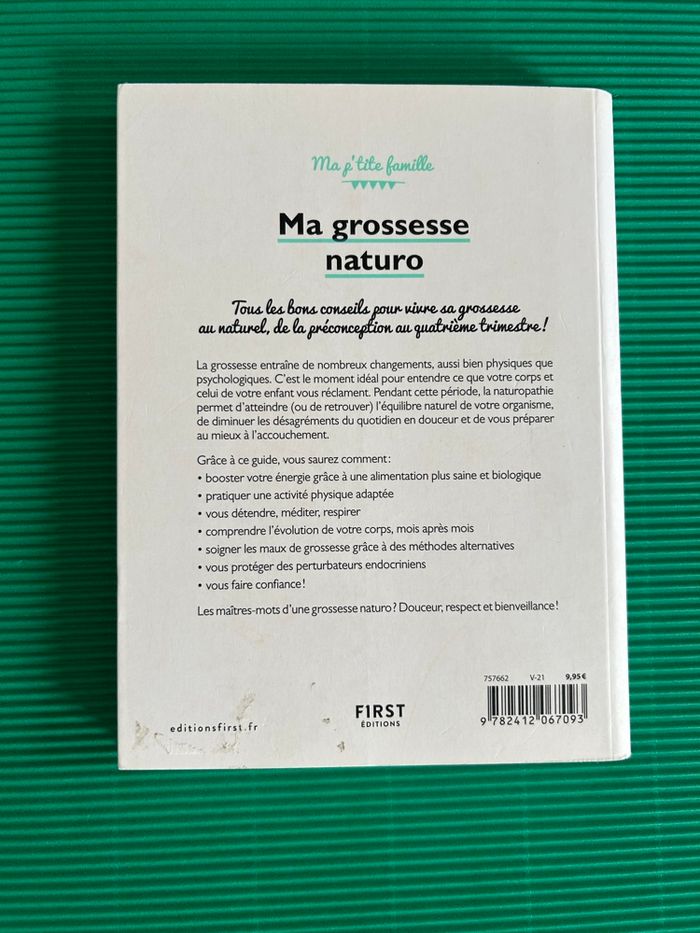 Ma p'tite famille
Ma grossesse
naturo
Tous les bons conseils pour vivre sa grossesse
au naturel, de la préconception au quatrième trimestre !
La grossesse entraîne de nombreux changements, aussi bien physiques que
psychologiques. C'est le moment idéal pour entendre ce que votre corps et
celui de votre enfant vous réclament. Pendant cette période, la naturopathie
permet d'atteindre (ou de retrouver) l'équilibre naturel de votre organisme,
de diminuer les désagréments du quotidien en douceur et de vous préparer
au mieux à l'accouchement.
Grâce à ce guide, vous saurez comment :
• booster votre énergie grâce à une alimentation plus saine et biologique
• pratiquer une activité physique adaptée
• vous détendre, méditer, respirer
• comprendre l'évolution de votre corps, mois après mois
• soigner les maux de grossesse grâce à des méthodes alternatives
• vous protéger des perturbateurs endocriniens
• vous faire confiance !
Les maîtres-mots d'une grossesse naturo ? Douceur, respect et bienveillance !
757662 V-21 9,95 €
editionsfirst.fr
F1RST
ÉDITIONS
9 782412 067093